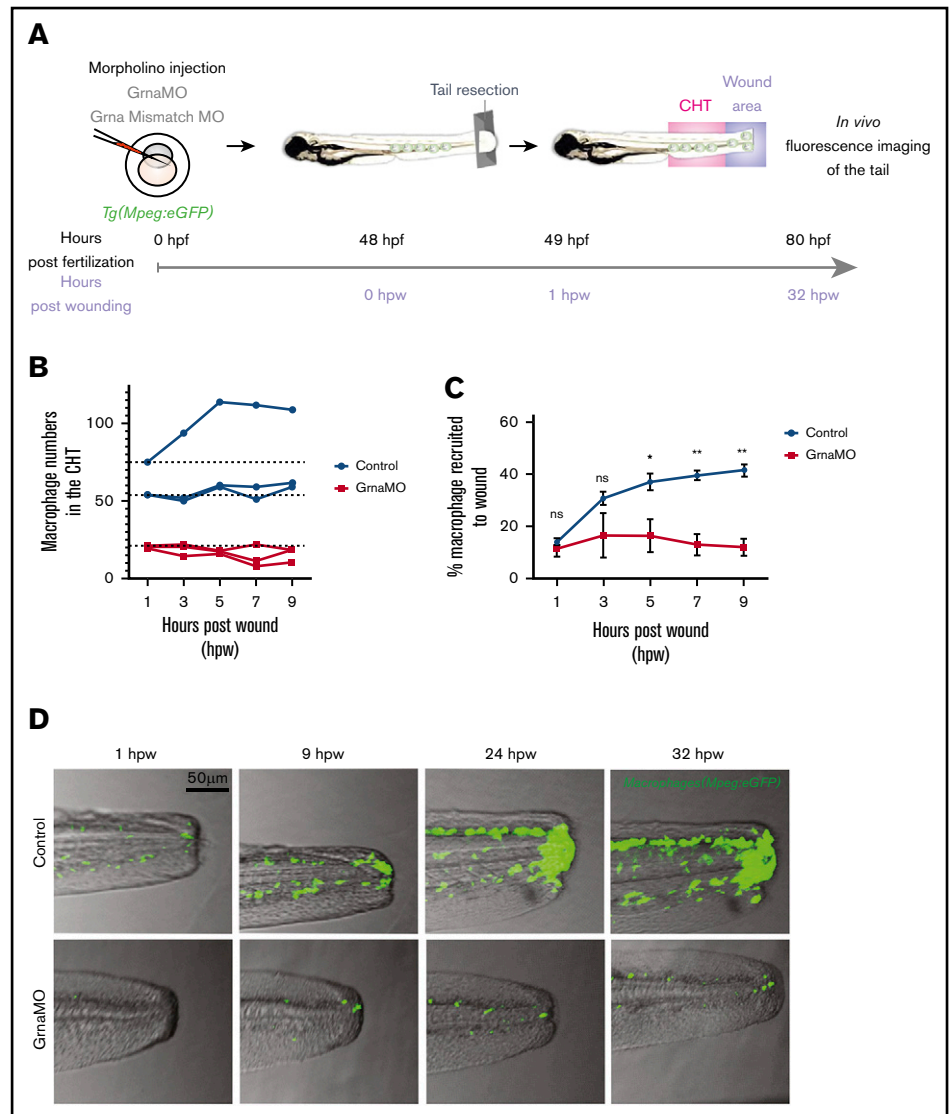 A
Morpholino injection
GrnaMO
Grna Mismatch MO
Tg(Mpeg:eGFP)
Tail resection
CHT
Wound
area
In vivo
fluorescence imaging
of the tail
Hours
post fertilization
0 hpf
48 hpf
49 hpf
80 hpf
Hours
post wounding
0 hpw
1 hpw
32 hpw
B
Macrophage numbers
in the CHT
100
50
0
1 3 5 7 9
Hours post wound
(hpw)
Control
GrnaMO
C
% macrophage recruited
to wound
60
40
20
0
ns
ns
*
**
**
1 3 5 7 9
Hours post wound
(hpw)
Control
GrnaMO
D
1 hpw
9 hpw
24 hpw
32 hpw
50μm
Macrophages(Mpeg:eGFP)
Control
GrnaMO